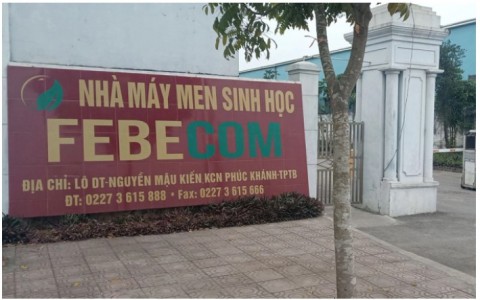 NHÀ MÁY MEN SINH HỌC
FEBECOM
ĐỊA CHỈ: LÔ DT-NGUYỄN MẬU KIẾN KCN PHÚC KHÁNH-TPTB
ĐT: 0227 3 615 888 • Fax: 0227 3 615 666